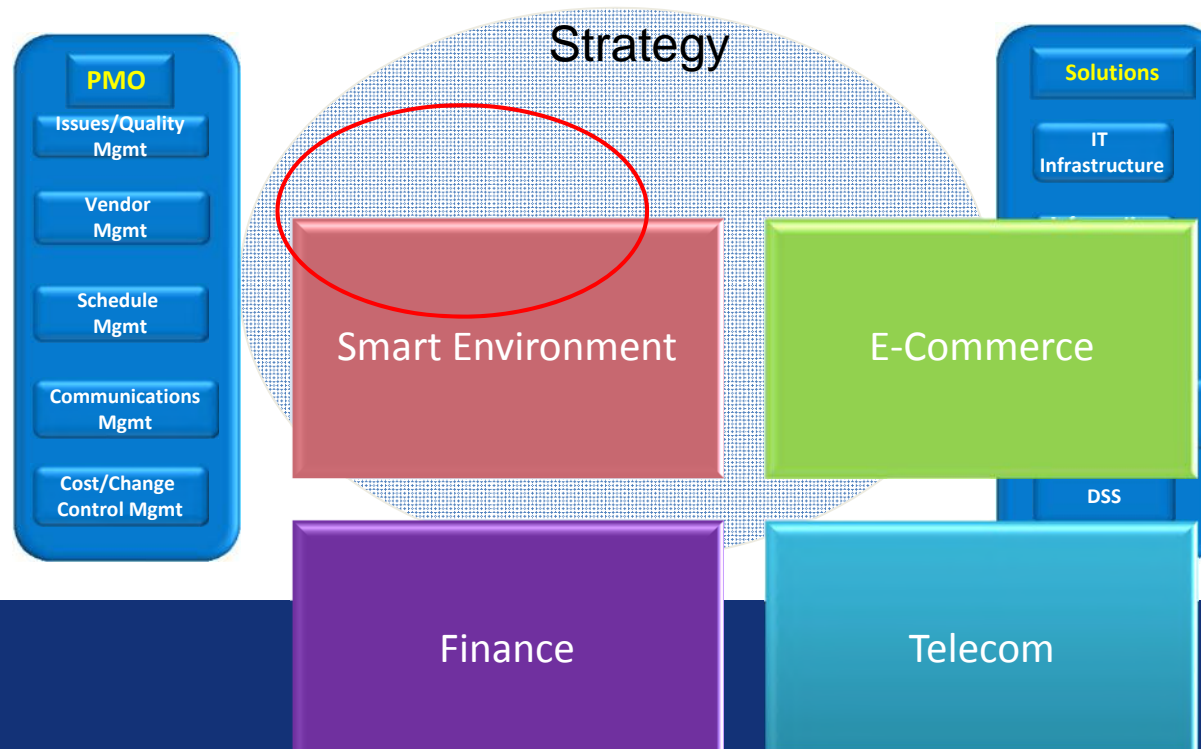 Strategy
PMO
Issues/Quality
Mgmt
Vendor
Mgmt
Schedule
Mgmt
Communications
Mgmt
Cost/Change
Control Mgmt
Smart Environment
E-Commerce
Finance
Telecom
Solutions
IT
Infrastructure
DSS